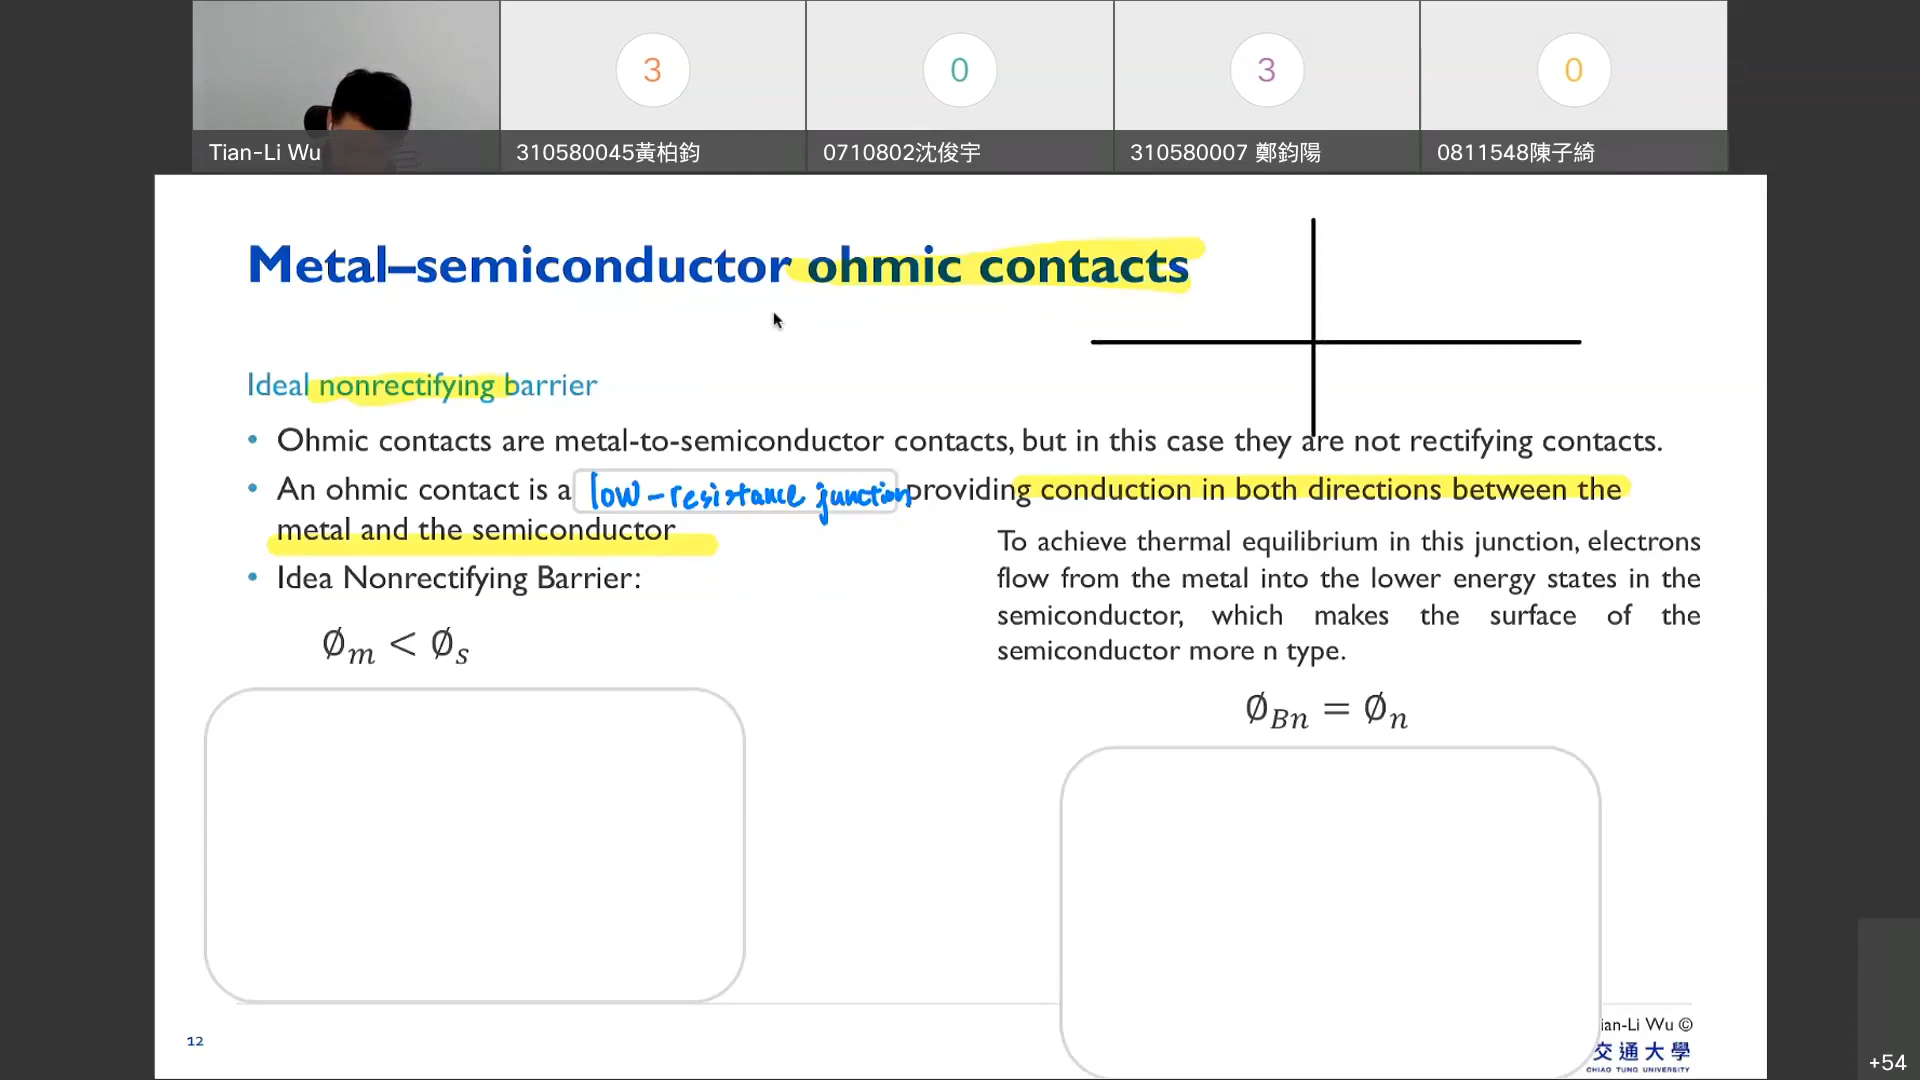 3
0
3
0
Tian-Li Wu
310580045黃柏鈞
0710802沈俊宇
310580007 鄭鈞陽
0811548陳子綺
Metal–semiconductor ohmic contacts
Ideal nonrectifying barrier
• Ohmic contacts are metal-to-semiconductor contacts, but in this case they are not rectifying contacts.
• An ohmic contact is a low-resistance junction providing conduction in both directions between the
metal and the semiconductor
• Idea Nonrectifying Barrier:
∅m < ∅s
To achieve thermal equilibrium in this junction, electrons
flow from the metal into the lower energy states in the
semiconductor, which makes the surface of the
semiconductor more n type.
∅Bn = ∅n
12
ian-Li Wu ©
交通大學
CHIAO TUNG UNIVERSITY
+54